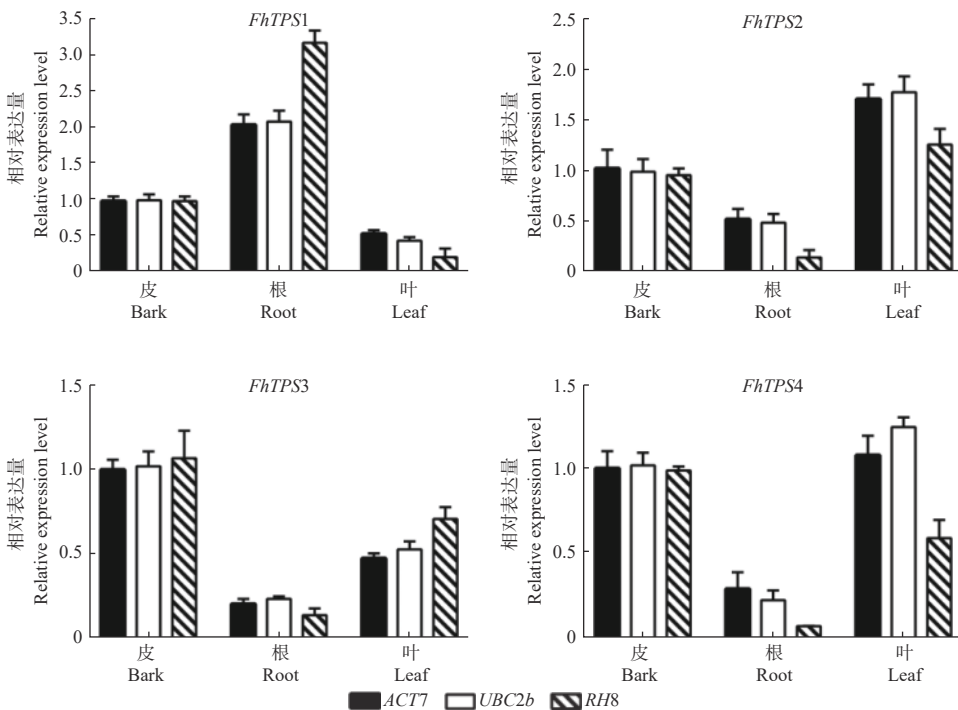 FhTPS1
相对表达量
Relative expression level
3.5
3.0
2.5
2.0
1.5
1.0
0.5
0
皮
根
叶
Bark
Root
Leaf
FhTPS2
相对表达量
Relative expression level
2.5
2.0
1.5
1.0
0.5
0
皮
根
叶
Bark
Root
Leaf
FhTPS3
相对表达量
Relative expression level
1.5
1.0
0.5
0
皮
根
叶
Bark
Root
Leaf
FhTPS4
相对表达量
Relative expression level
1.5
1.0
0.5
0
皮
根
叶
Bark
Root
Leaf
ACT7 UBC2b RH8